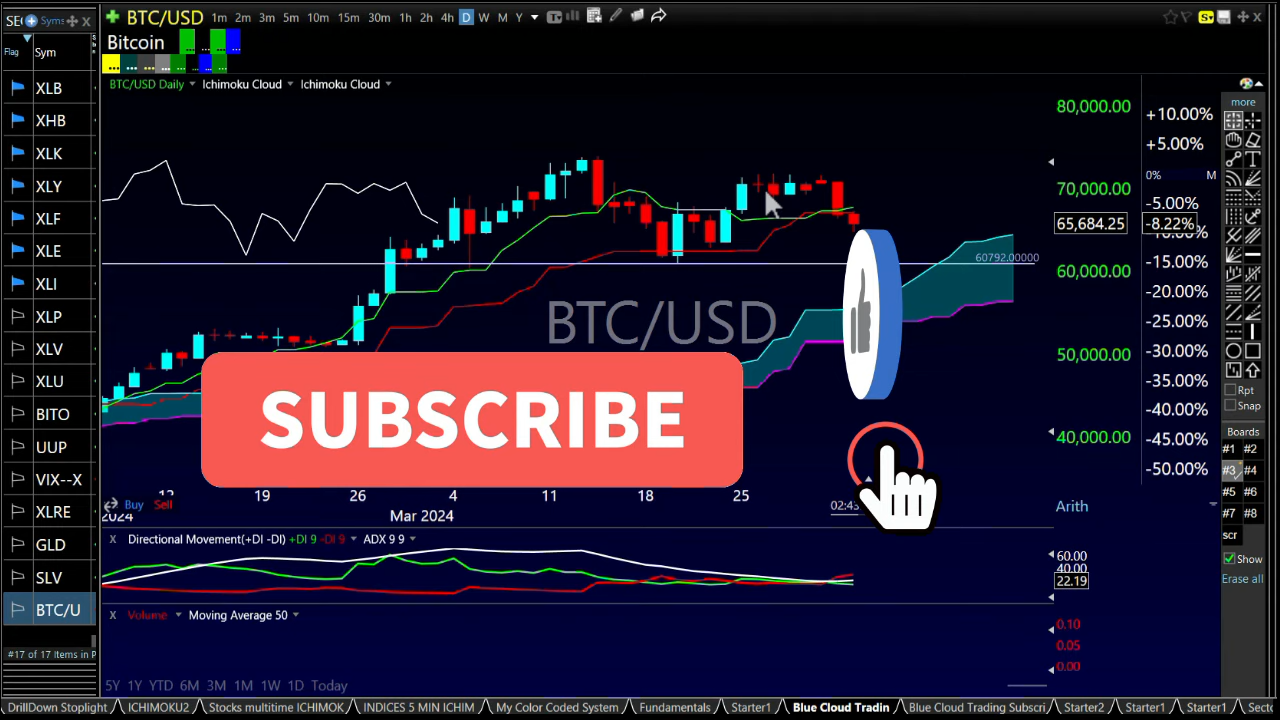 SE Syms BTC/USD 1m 2m 3m 5m 10m 15m 30m 1h 2h 4h D W M Y
Flag Sym Bitcoin
BTC/USD Daily Ichimoku Cloud Ichimoku Cloud
XLB
XHB
XLK
XLY
XLF
XLE
XLI
XLP
XLV
XLU
BITO
UUP
VIX--X
XLRE
GLD
SLV
BTC/U
#17 of 17 Items in P
80,000.00
70,000.00
65,684.25
60,000.00
50,000.00
40,000.00
+10.00%
+5.00%
0% M
-5.00%
-8.22%
-15.00%
-20.00%
-25.00%
-30.00%
-35.00%
-40.00%
-45.00%
-50.00%
60792.00000
BTC/USD
SUBSCRIBE
19 26 4 11 18 25
Buy Sell 02:43
2024 Mar 2024 Arith
X Directional Movement(+DI -DI) +DI 9 -DI 9 ADX 9 9
60.00
40.00
22.19
X Volume Moving Average 50
0.10
0.05
0.00
5Y 1Y YTD 6M 3M 1M 1W 1D Today
more
Rpt
Snap
Boards
#1 #2
#3 #4
#5 #6
#7 #8
scr
Show
Erase all
DrillDown Stoplight ICHIMOKU2 Stocks multitime ICHIMOK INDICES 5 MIN ICHIM My Color Coded System Fundamentals Starter1 Blue Cloud Tradin Blue Cloud Trading Subscri Starter2 Starter1 Starter1 Secto